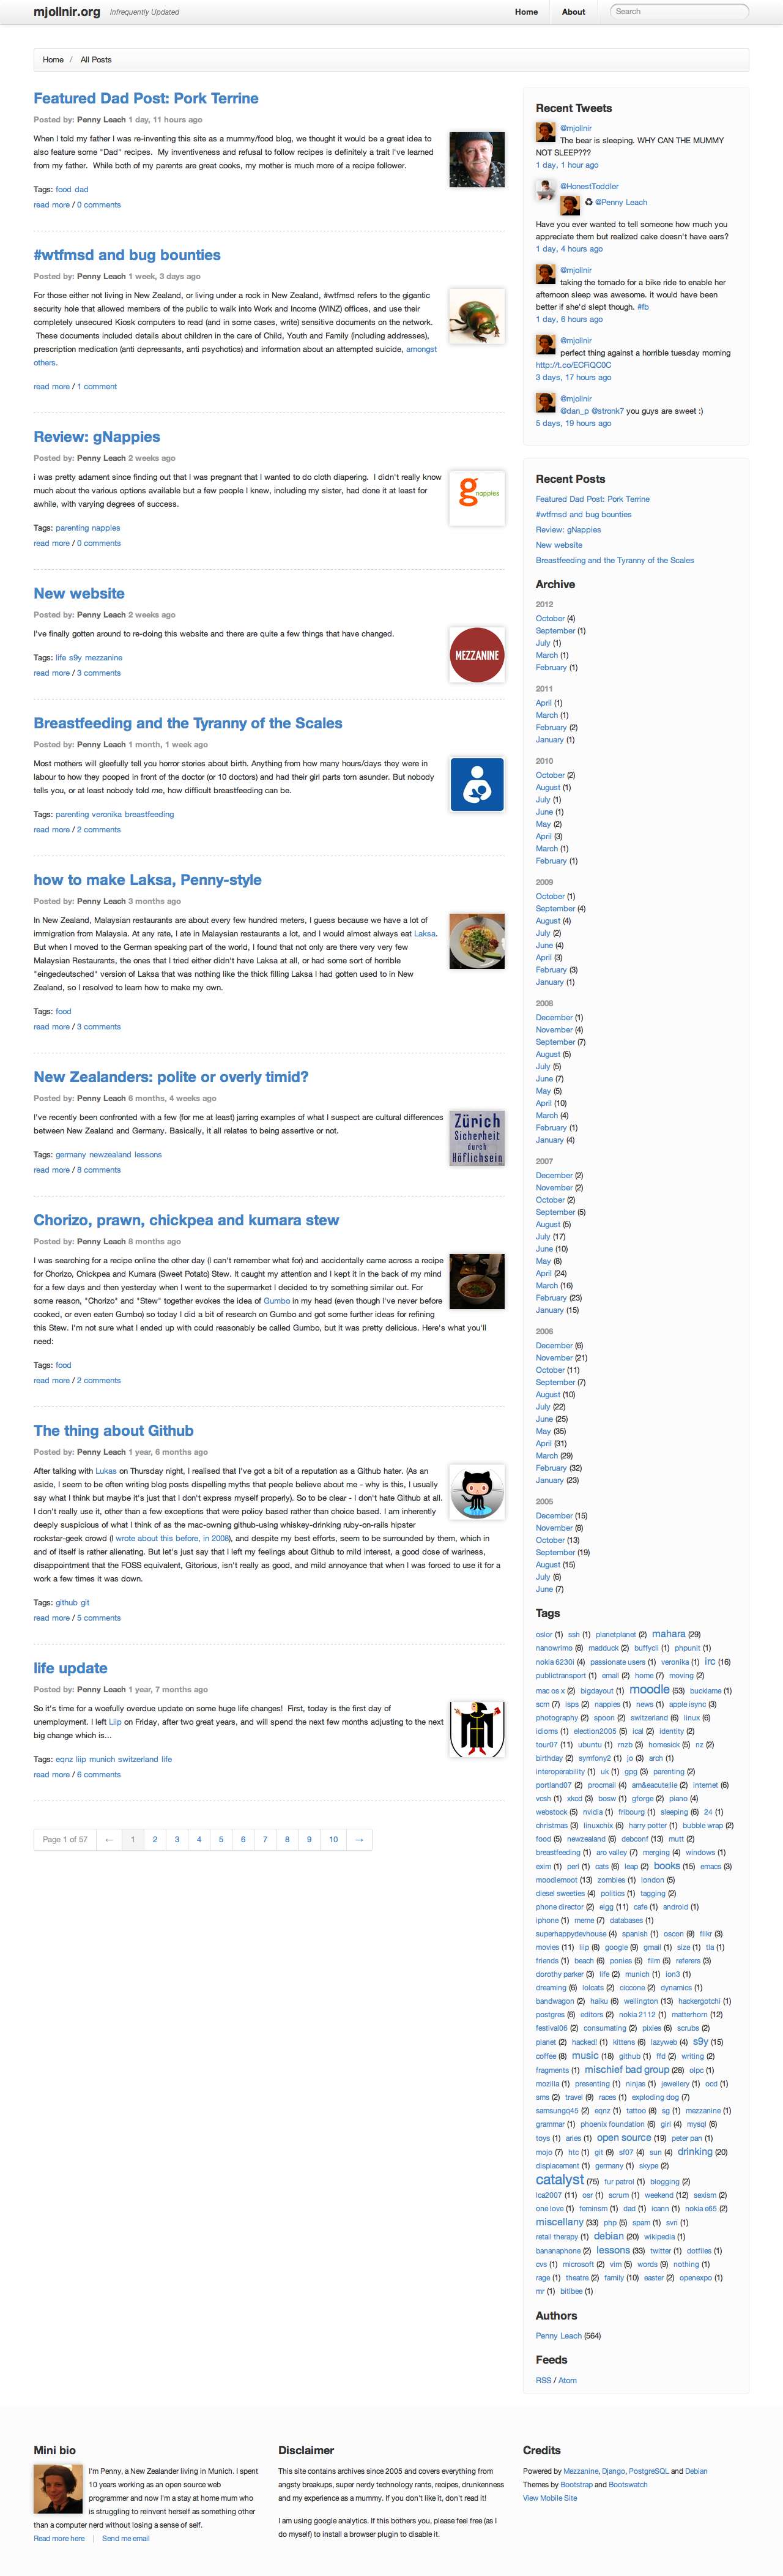 mjollnir.org Infrequently Updated Home About Search
Home / All Posts
Featured Dad Post: Pork Terrine
Posted by: Penny Leach 1 day, 11 hours ago
When I told my father I was re-inventing this site as a mummy/food blog, we thought it would be a great idea to
also feature some "Dad" recipes. My inventiveness and refusal to follow recipes is definitely a trait I've learned
from my father. While both of my parents are great cooks, my mother is much more of a recipe follower.
Tags: food dad
read more / 0 comments
#wtfmsd and bug bounties
Posted by: Penny Leach 1 week, 3 days ago
For those either not living in New Zealand, or living under a rock in New Zealand, #wtfmsd refers to the gigantic
security hole that allowed members of the public to walk into Work and Income (WINZ) offices, and use their
completely unsecured Kiosk computers to read (and in some cases, write) sensitive documents on the network.
These documents include details about children in the care of Child, Youth and Family (including addresses),
prescription medication (anti depressants, anti psychotics) and information about an attempted suicide, amongst
others.
read more / 1 comment
Review: gNappies
Posted by: Penny Leach 2 weeks ago
i was pretty adament since finding out that I was pregnant that I wanted to do cloth diapering. I didn't really know
much about the various options available but a few people I knew, including my sister, had done it at least for
awhile, with varying degrees of success.
g nappies
Tags: parenting nappies
read more / 0 comments
New website
Posted by: Penny Leach 2 weeks ago
I've finally gotten around to re-doing this website and there are quite a few things that have changed.
MEZZANINE
Tags: life s9y mezzanine
read more / 3 comments
Breastfeeding and the Tyranny of the Scales
Posted by: Penny Leach 1 month, 1 week ago
Most mothers will gleefully tell you horror stories about birth. Anything from how many hours/days they were in
labour to how they pooped in front of the doctor (or 10 doctors) and had their girl parts torn asunder. But nobody
tells you, or at least nobody told me, how difficult breastfeeding can be.
Tags: parenting veronika breastfeeding
read more / 2 comments
how to make Laksa, Penny-style
Posted by: Penny Leach 3 months ago
In New Zealand, Malaysian restaurants are about every few hundred meters, I guess because we have a lot of
immigration from Malaysia. At any rate, I ate in Malaysian restaurants a lot, and I would almost always eat Laksa.
But when I moved to the German speaking part of the world, I found that not only are there very very few
Malaysian Restaurants, the ones that I tried either didn't have Laksa at all, or had some sort of horrible
"eingedeutsched" version of Laksa that was nothing like the thick filling Laksa I had gotten used to in New
Zealand, so I resolved to learn how to make my own.
Tags: food
read more / 3 comments
New Zealanders: polite or overly timid?
Posted by: Penny Leach 6 months, 4 weeks ago
I've recently been confronted with a few (for me at least) jarring examples of what I suspect are cultural differences
between New Zealand and Germany. Basically, it all relates to being assertive or not.
Zürich
Sicherheit
durch
Höflichsein
Tags: germany newzealand lessons
read more / 8 comments
Chorizo, prawn, chickpea and kumara stew
Posted by: Penny Leach 8 months ago
I was searching for a recipe online the other day (I can't remember what for) and accidentally came across a recipe
for Chorizo, Chickpea and Kumara (Sweet Potato) Stew. It caught my attention and I kept it in the back of my mind
for a few days and then yesterday when I went to the supermarket I decided to try something similar out. For
some reason, "Chorizo" and "Stew" together evokes the idea of Gumbo in my head (even though I've never before
cooked, or even eaten Gumbo) so today I did a bit of research on Gumbo and got some further ideas for refining
this Stew. I'm not sure what I ended up with could reasonably be called Gumbo, but it was pretty delicious. Here's what you'll
need:
Tags: food
read more / 2 comments
The thing about Github
Posted by: Penny Leach 1 year, 6 months ago
After talking with Lukas on Thursday night, I realised that I've got a bit of a reputation as a Github hater. (As an
aside, I seem to be often writing blog posts dispelling myths that people believe about me - why is this, I usually
say what I think but maybe it's just that I don't express myself properly). So to be clear - I don't hate Github at all.
I don't really use it, other than a few exceptions that were policy based rather than choice based. I am inherently
deeply suspicious of what I think of as the mac-owning github-using whiskey-drinking ruby-on-rails hipster
rockstar-geek crowd (I wrote about this before, in 2008), and despite my best efforts, seem to be surrounded by them, which in
and of itself is rather alienating. But let's just say that I left my feelings about Github to mild interest, a good dose of wariness,
disappointment that the FOSS equivalent, Gitorious, isn't really as good, and mild annoyance that when I was forced to use it for a
work a few times it was down.
Tags: github git
read more / 5 comments
life update
Posted by: Penny Leach 1 year, 7 months ago
So it's time for a woefully overdue update on some huge life changes! First, today is the first day of
unemployment. I left Liip on Friday, after two great years, and will spend the next few months adjusting to the next
big change which is...
Tags: eqnz liip munich switzerland life
read more / 6 comments
Page 1 of 57 ← 1 2 3 4 5 6 7 8 9 10 →
Recent Tweets
@mjollnir
The bear is sleeping. WHY CAN THE MUMMY
NOT SLEEP???
1 day, 1 hour ago
@HonestToddler
♻ @Penny Leach
Have you ever wanted to tell someone how much you
appreciate them but realized cake doesn't have ears?
1 day, 4 hours ago
@mjollnir
taking the tornado for a bike ride to enable her
afternoon sleep was awesome. it would have been
better if she'd slept though. #fb
1 day, 6 hours ago
@mjollnir
perfect thing against a horrible tuesday morning
http://t.co/ECFiQC0C
3 days, 17 hours ago
@mjollnir
@dan_p @stronk7 you guys are sweet :)
5 days, 19 hours ago
Recent Posts
Featured Dad Post: Pork Terrine
#wtfmsd and bug bounties
Review: gNappies
New website
Breastfeeding and the Tyranny of the Scales
Archive
2012
October (4)
September (1)
July (1)
March (1)
February (1)
2011
April (1)
March (1)
February (2)
January (1)
2010
October (2)
August (1)
July (1)
June (1)
May (2)
April (3)
March (1)
February (1)
2009
October (1)
September (4)
August (4)
July (2)
June (4)
April (3)
February (3)
January (1)
2008
December (1)
November (4)
September (7)
August (5)
July (5)
June (7)
May (5)
April (10)
March (4)
February (1)
January (4)
2007
December (2)
November (2)
October (2)
September (5)
August (5)
July (17)
June (10)
May (8)
April (24)
March (16)
February (23)
January (15)
2006
December (6)
November (21)
October (11)
September (7)
August (10)
July (22)
June (25)
May (35)
April (31)
March (29)
February (32)
January (23)
2005
December (15)
November (8)
October (13)
September (19)
August (15)
July (6)
June (7)
Tags
oslor (1) ssh (1) planetplanet (2) mahara (29)
nanowrimo (8) madduck (2) buffycli (1) phpunit (1)
nokia 6230i (4) passionate users (1) veronika (1) irc (16)
publictransport (1) email (2) home (7) moving (2)
mac os x (2) bigdayout (1) moodle (53) bucklame (1)
scm (7) isps (2) nappies (1) news (1) apple isync (3)
photography (2) spoon (2) switzerland (6) linux (6)
idioms (1) election2005 (5) ical (2) identity (2)
tour07 (11) ubuntu (1) rnzb (3) homesick (5) nz (2)
birthday (2) symfony2 (1) jo (3) arch (1)
interoperability (1) uk (1) gpg (3) parenting (2)
portland07 (2) procmail (4) am&eacute;lie (2) internet (6)
vcsh (1) xkcd (3) bosw (1) gforge (2) piano (4)
webstock (5) nvidia (1) fribourg (1) sleeping (6) 24 (1)
christmas (3) linuxchix (5) harry potter (1) bubble wrap (2)
food (5) newzealand (6) debconf (13) mutt (2)
breastfeeding (1) aro valley (7) merging (4) windows (1)
exim (1) perl (1) cats (6) leap (2) books (15) emacs (3)
moodlemoot (13) zombies (1) london (5)
diesel sweeties (4) politics (1) tagging (2)
phone director (2) elgg (11) cafe (1) android (1)
iphone (1) meme (7) databases (1)
superhappydevhouse (4) spanish (1) oscon (9) flikr (3)
movies (11) liip (8) google (9) gmail (1) size (1) tla (1)
friends (1) beach (6) ponies (5) film (5) referers (3)
dorothy parker (3) life (2) munich (1) ion3 (1)
dreaming (6) lolcats (2) ciccone (2) dynamics (1)
bandwagon (2) haiku (6) wellington (13) hackergotchi (1)
postgres (6) editors (2) nokia 2112 (1) matterhorn (12)
festival06 (2) consumating (2) pixies (6) scrubs (2)
planet (2) hacked! (1) kittens (6) lazyweb (4) s9y (15)
coffee (8) music (18) github (1) ffd (2) writing (2)
fragments (1) mischief bad group (28) olpc (1)
mozilla (1) presenting (1) ninjas (1) jewellery (1) ocd (1)
sms (2) travel (9) races (1) exploding dog (7)
samsungq45 (2) eqnz (1) tattoo (8) sg (1) mezzanine (1)
grammar (1) phoenix foundation (6) girl (4) mysql (6)
toys (1) aries (1) open source (19) peter pan (1)
mojo (7) htc (1) git (9) sf07 (4) sun (4) drinking (20)
displacement (1) germany (1) skype (2)
catalyst (75) fur patrol (1) blogging (2)
lca2007 (11) osr (1) scrum (1) weekend (12) sexism (2)
one love (1) feminsm (1) dad (1) icann (1) nokia e65 (2)
miscellany (33) php (5) spam (1) svn (1)
retail therapy (1) debian (20) wikipedia (1)
bananaphone (2) lessons (33) twitter (1) dotfiles (1)
cvs (1) microsoft (2) vim (5) words (9) nothing (1)
rage (1) theatre (2) family (10) easter (2) openexpo (1)
mr (1) bitlbee (1)
Authors
Penny Leach (564)
Feeds
RSS / Atom
Mini bio
I'm Penny, a New Zealander living in Munich. I spent
10 years working as an open source web
programmer and now I'm a stay at home mum who
is struggling to reinvent herself as something other
than a computer nerd without losing a sense of self.
Read more here | Send me email
Disclaimer
This site contains archives since 2005 and covers everything from
angsty breakups, super nerdy technology rants, recipes, drunkenness
and my experience as a mummy. If you don't like it, don't read it!
I am using google analytics. If this bothers you, please feel free (as I
do myself) to install a browser plugin to disable it.
Credits
Powered by Mezzanine, Django, PostgreSQL and Debian
Themes by Bootstrap and Bootswatch
View Mobile Site